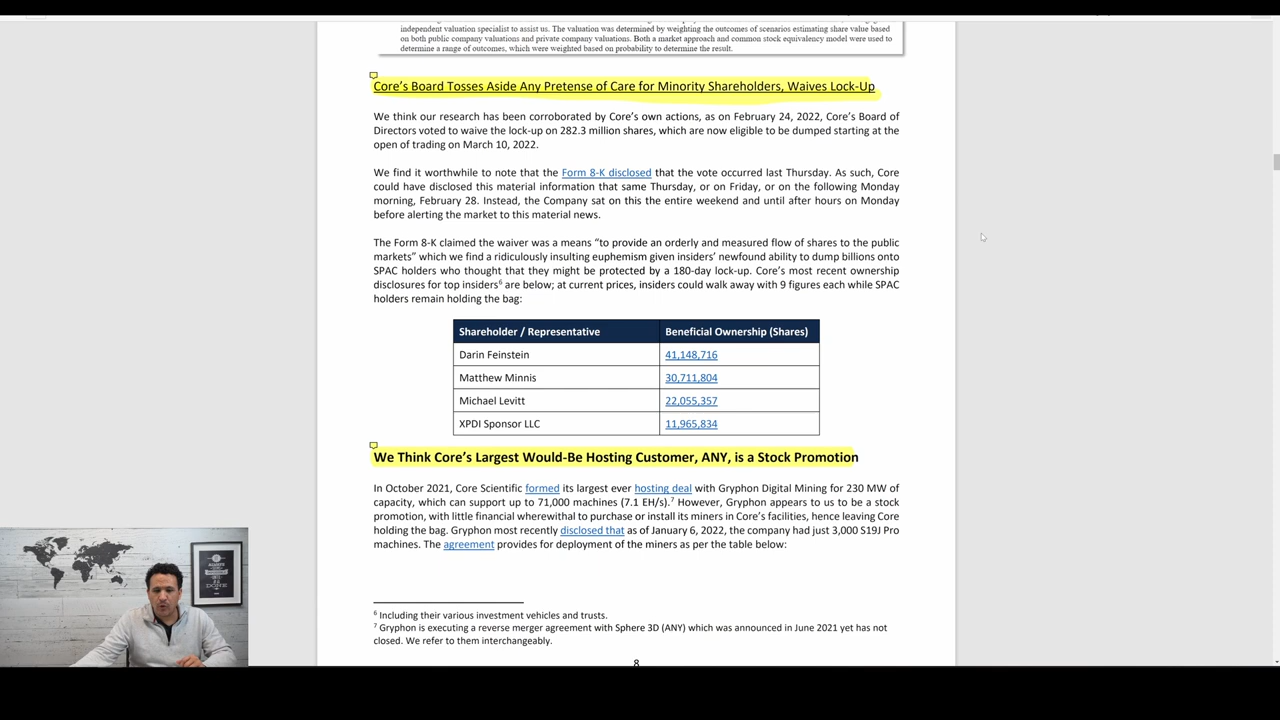 independent valuation specialist to assist us. The valuation was determined by weighting the outcomes of scenarios estimating share value based
on both public company valuations and private company valuations. Both a market approach and common stock equivalency model were used to
determine a range of outcomes, which were weighted based on probability to determine the result.
Core's Board Tosses Aside Any Pretense of Care for Minority Shareholders, Waives Lock-Up
We think our research has been corroborated by Core's own actions, as on February 24, 2022, Core's Board of
Directors voted to waive the lock-up on 282.3 million shares, which are now eligible to be dumped starting at the
open of trading on March 10, 2022.
We find it worthwhile to note that the Form 8-K disclosed that the vote occurred last Thursday. As such, Core
could have disclosed this material information that same Thursday, or on Friday, or on the following Monday
morning, February 28. Instead, the Company sat on this the entire weekend and until after hours on Monday
before alerting the market to this material news.
The Form 8-K claimed the waiver was a means "to provide an orderly and measured flow of shares to the public
markets" which we find a ridiculously insulting euphemism given insiders' newfound ability to dump billions onto
SPAC holders who thought that they might be protected by a 180-day lock-up. Core's most recent ownership
disclosures for top insiders6 are below; at current prices, insiders could walk away with 9 figures each while SPAC
holders remain holding the bag:
Shareholder / Representative Beneficial Ownership (Shares)
Darin Feinstein 41,148,716
Matthew Minnis 30,711,804
Michael Levitt 22,055,357
XPDI Sponsor LLC 11,965,834
We Think Core's Largest Would-Be Hosting Customer, ANY, is a Stock Promotion
In October 2021, Core Scientific formed its largest ever hosting deal with Gryphon Digital Mining for 230 MW of
capacity, which can support up to 71,000 machines (7.1 EH/s).7 However, Gryphon appears to us to be a stock
promotion, with little financial wherewithal to purchase or install its miners in Core's facilities, hence leaving Core
holding the bag. Gryphon most recently disclosed that as of January 6, 2022, the company had just 3,000 S19J Pro
machines. The agreement provides for deployment of the miners as per the table below:
6 Including their various investment vehicles and trusts.
7 Gryphon is executing a reverse merger agreement with Sphere 3D (ANY) which was announced in June 2021 yet has not
closed. We refer to them interchangeably.
8